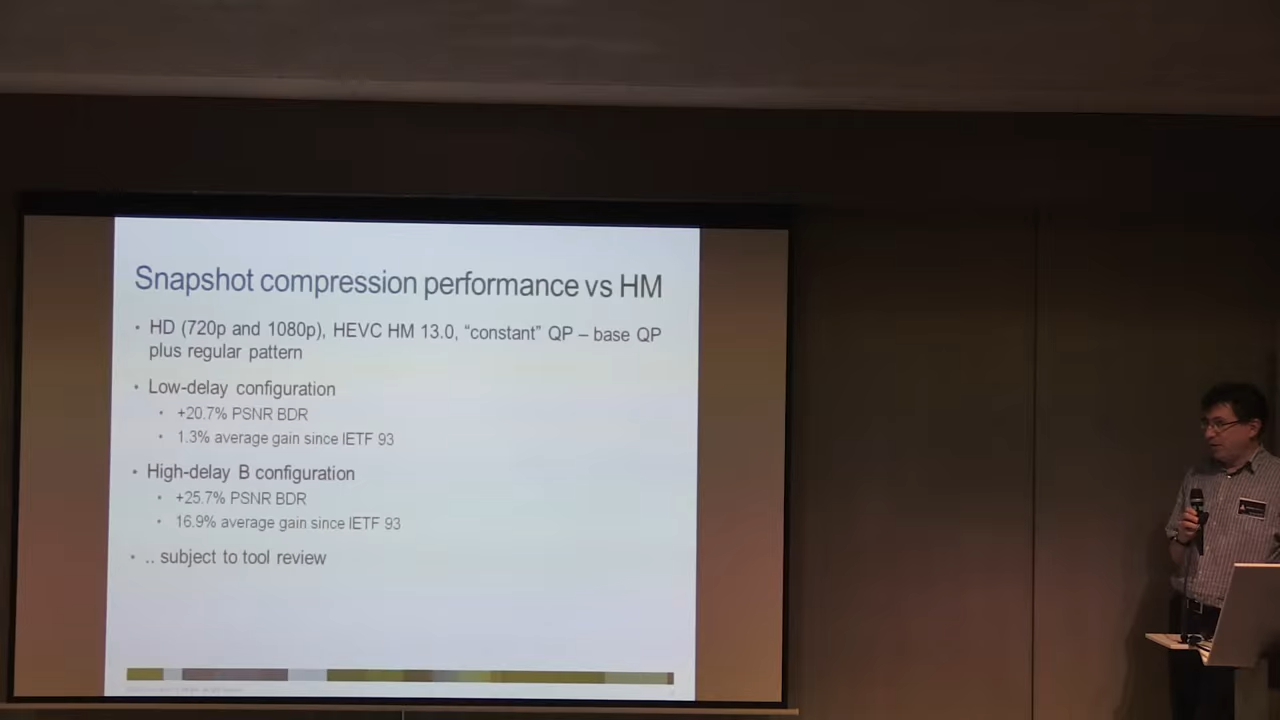 Snapshot compression performance vs HM
• HD (720p and 1080p), HEVC HM 13.0, “constant” QP – base QP
plus regular pattern
• Low-delay configuration
• +20.7% PSNR BDR
• 1.3% average gain since IETF 93
• High-delay B configuration
• +25.7% PSNR BDR
• 16.9% average gain since IETF 93
• .. subject to tool review